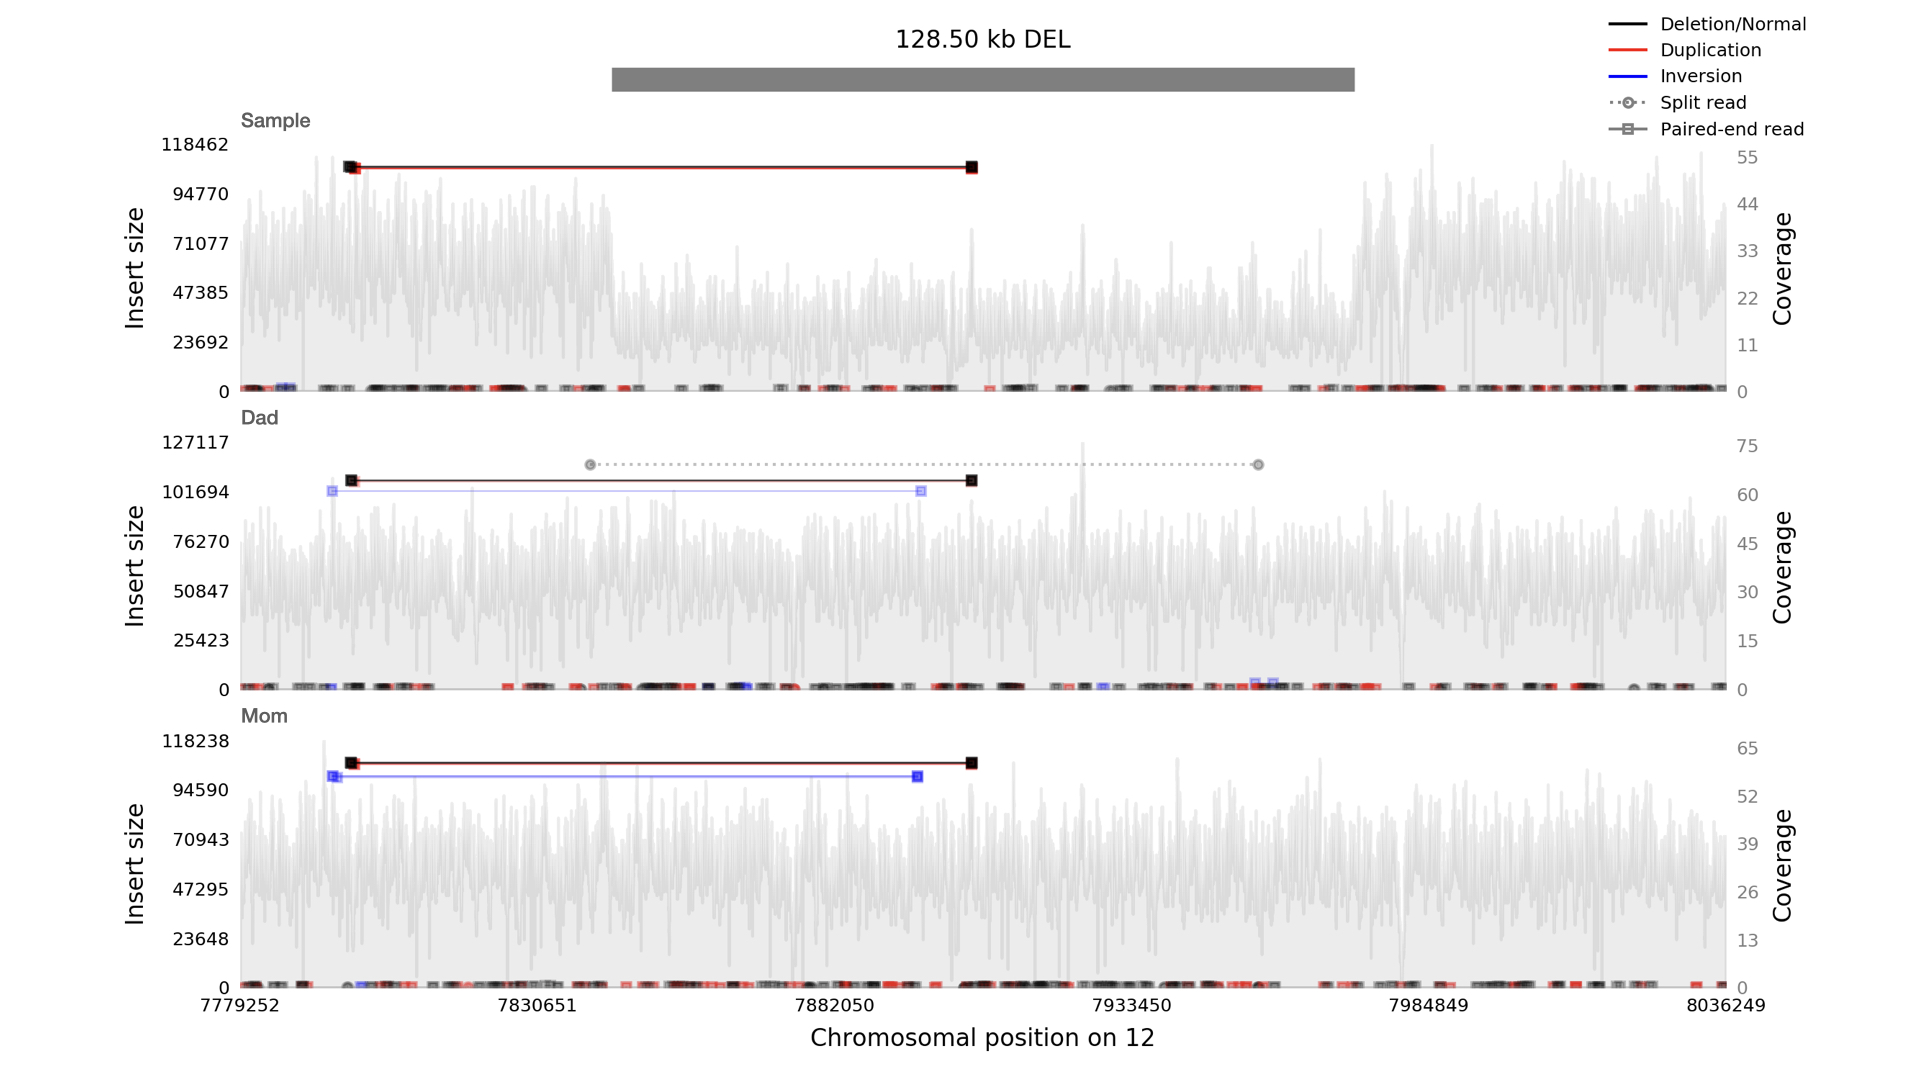 128.50 kb DEL
Deletion/Normal
Duplication
Inversion
Split read
Paired-end read
Sample
118462
94770
71077
47385
23692
0
Insert size
55
44
33
22
11
0
Coverage
Dad
127117
101694
76270
50847
25423
0
Insert size
75
60
45
30
15
0
Coverage
Mom
118238
94590
70943
47295
23648
0
Insert size
65
52
39
26
13
0
Coverage
7779252 7830651 7882050 7933450 7984849 8036249
Chromosomal position on 12